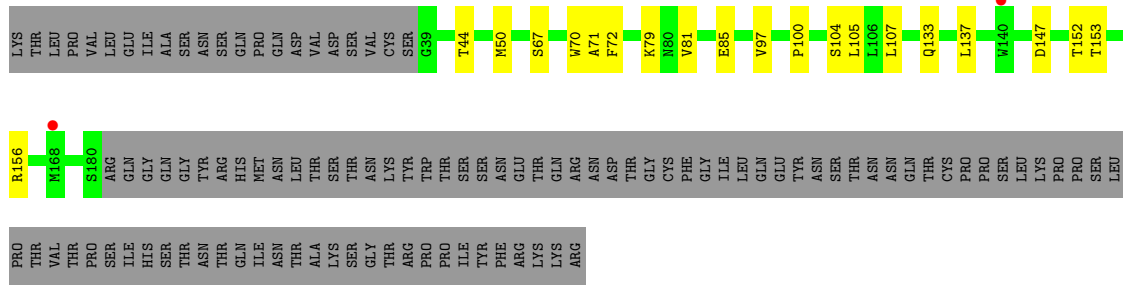 LYS THR LEU PRO VAL LEU GLU ILE ALA SER ASN SER GLN PRO GLN ASP VAL ASP SER VAL CYS SER G39 T44 M50 S67 W70 A71 F72 K79 N80 V81 E85 V97 P100 S104 L105 L106 L107 Q133 L137 W140 D147 T152 T153
R156 M168 S180 ARG GLN GLY GLN GLY TYR ARG HIS MET ASN LEU THR SER THR ASN LYS TYR TRP THR SER SER ASN GLU THR GLN ARG ASN ASP THR GLY CYS PHE GLY ILE LEU GLN GLU TYR ASN SER THR ASN ASN GLN THR CYS PRO PRO SER LEU LYS PRO PRO SER LEU
PRO THR VAL THR PRO SER ILE HIS SER THR ASN THR GLN ILE ASN THR ALA LYS SER GLY THR ARG PRO PRO ILE TYR PHE ARG LYS LYS ARG